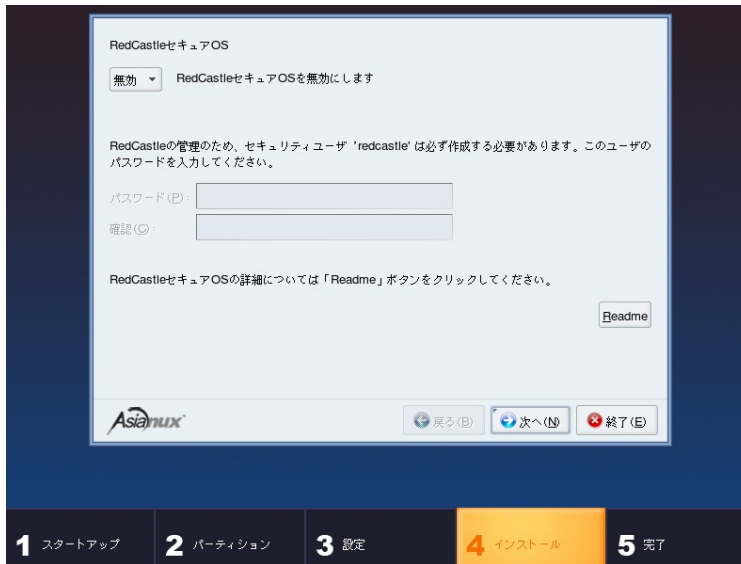 RedCastleセキュアOS
無効 RedCastleセキュアOSを無効にします
RedCastleの管理のため、セキュリティユーザ 'redcastle' は必ず作成する必要があります。このユーザの
パスワードを入力してください。
パスワード(P):
確認(C):
RedCastleセキュアOSの詳細については「Readme」ボタンをクリックしてください。
Readme
Asianux
戻る(B) 次へ(N) 終了(E)
1 スタートアップ 2 パーティション 3 設定 4 インストール 5 完了